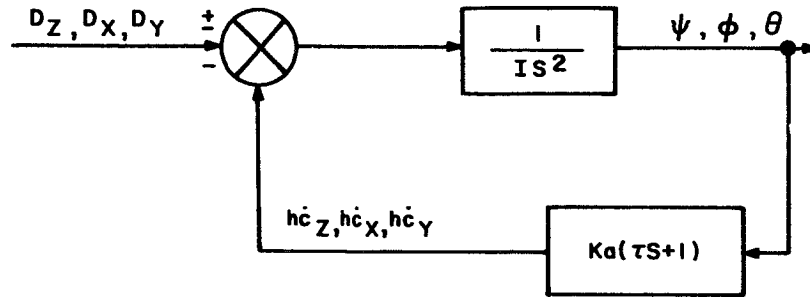 D_Z, D_X, D_Y
±
−
1
IS²
ψ, ϕ, θ
hċ_Z, hċ_X, hċ_Y
Ka(τS+1)